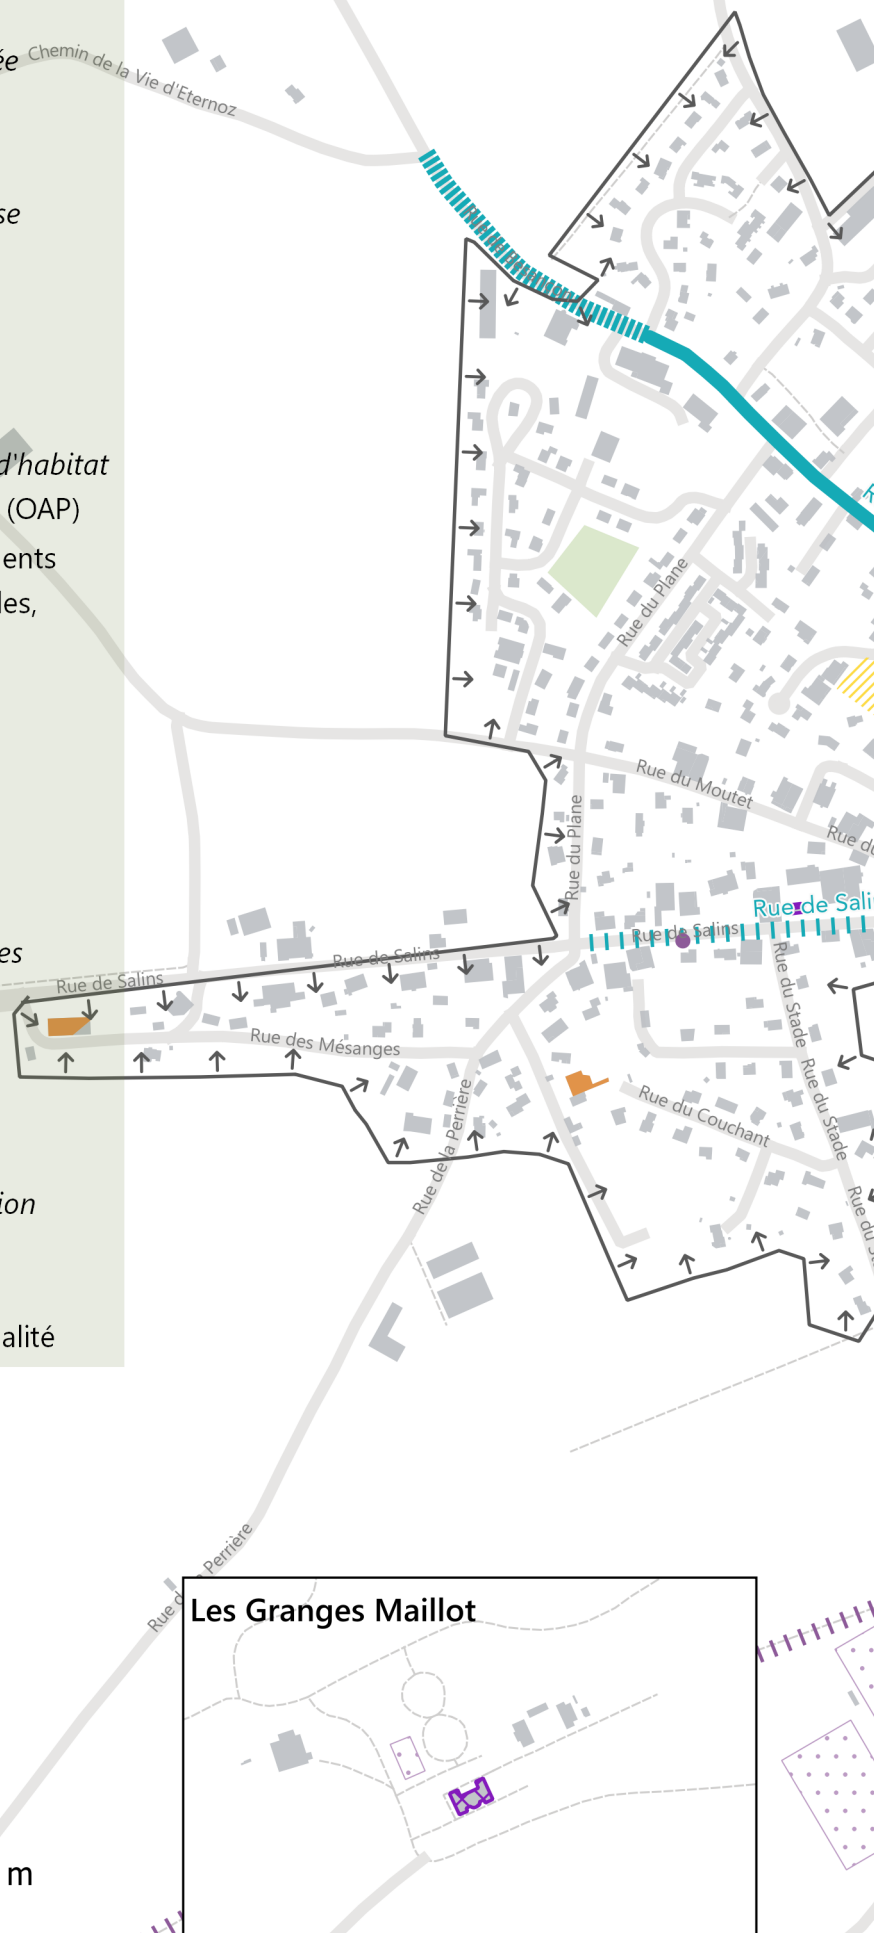 ée
Chemin de la Vie d'Eternoz
se
d'habitat
(OAP)
ents
les,
Rue du Plane
Rue du Moutet
Rue du
Rue du Plane
Rue de Salins
Rue de Salins
Rue de Salins
Rue de Salins
es
Rue des Mésanges
Rue du Stade
Rue du Stade
Rue du Couchant
Rue de la Perrière
ion
alité
Rue de la Perrière
Les Granges Maillot
m